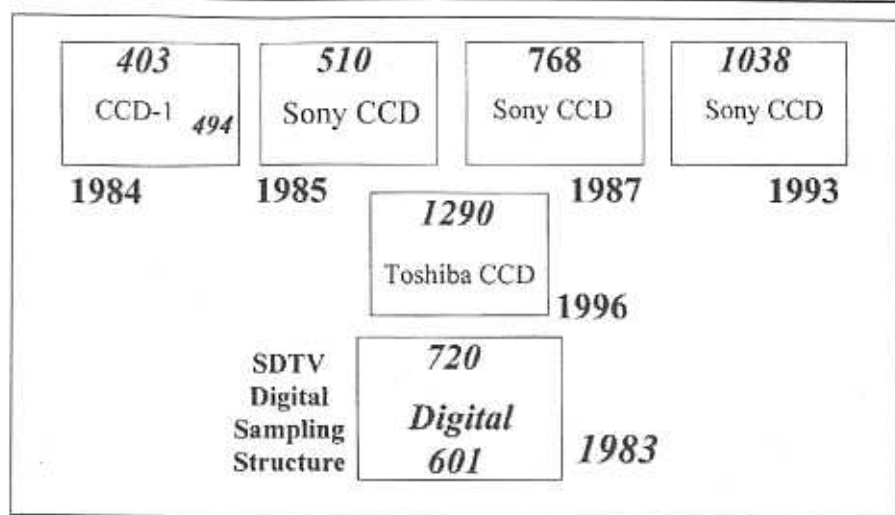 403
CCD-1 494
1984
510
Sony CCD
1985
768
Sony CCD
1987
1038
Sony CCD
1993
1290
Toshiba CCD
1996
SDTV
Digital
Sampling
Structure
720
Digital
601
1983